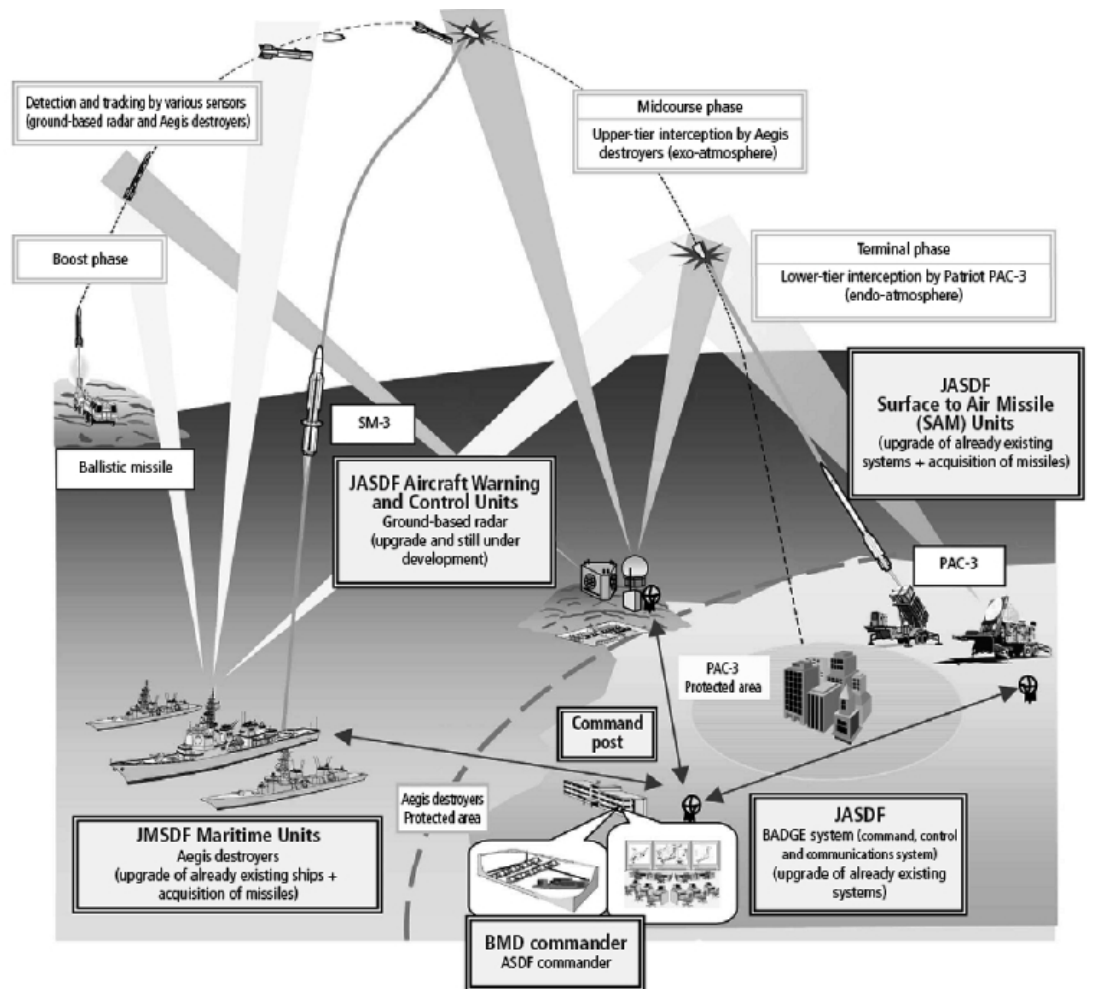 Detection and tracking by various sensors
(ground-based radar and Aegis destroyers)
Midcourse phase
Upper-tier interception by Aegis
destroyers (exo-atmosphere)
Boost phase
Terminal phase
Lower-tier interception by Patriot PAC-3
(endo-atmosphere)
JASDF
Surface to Air Missile
(SAM) Units
(upgrade of already existing
systems + acquisition of missiles)
SM-3
Ballistic missile
JASDF Aircraft Warning
and Control Units
Ground-based radar
(upgrade and still under
development)
PAC-3
PAC-3
Protected area
Command
post
Aegis destroyers
Protected area
JMSDF Maritime Units
Aegis destroyers
(upgrade of already existing ships +
acquisition of missiles)
JASDF
BADGE system (command, control
and communications system)
(upgrade of already existing
systems)
BMD commander
ASDF commander